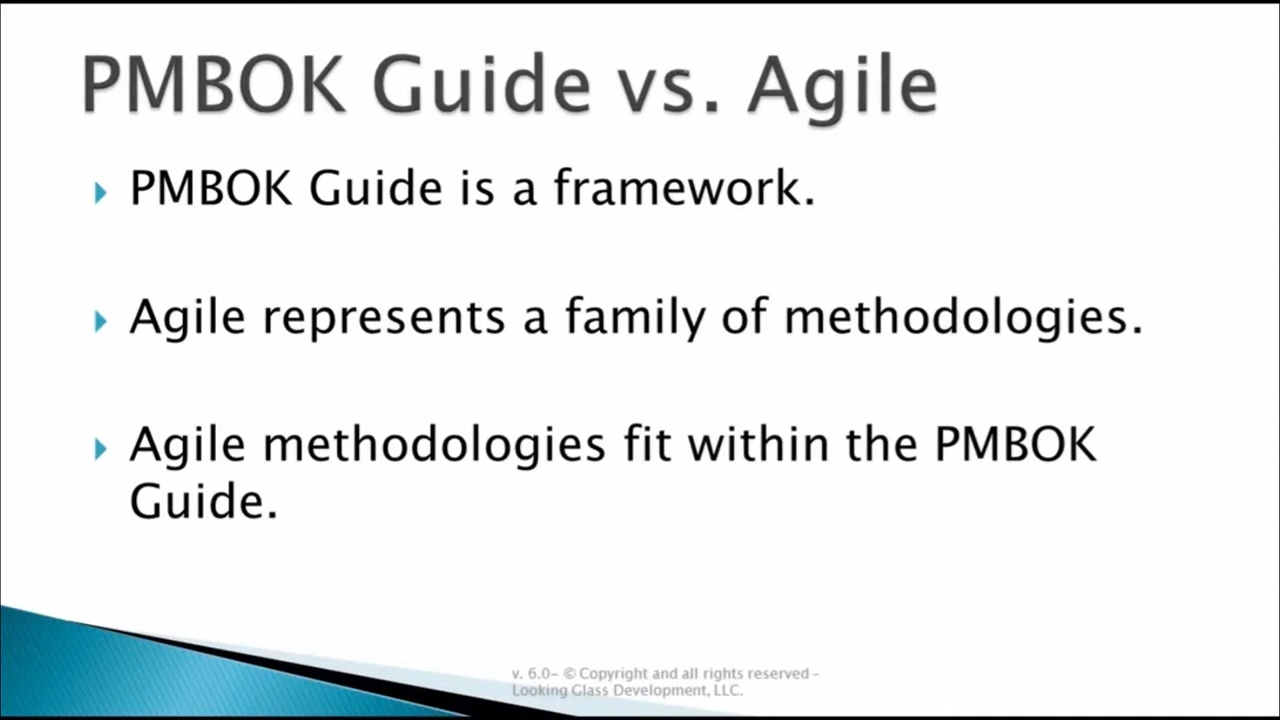 PMBOK Guide vs. Agile
PMBOK Guide is a framework.
Agile represents a family of methodologies.
Agile methodologies fit within the PMBOK
Guide.
v. 6.0– © Copyright and all rights reserved –
Looking Glass Development, LLC.